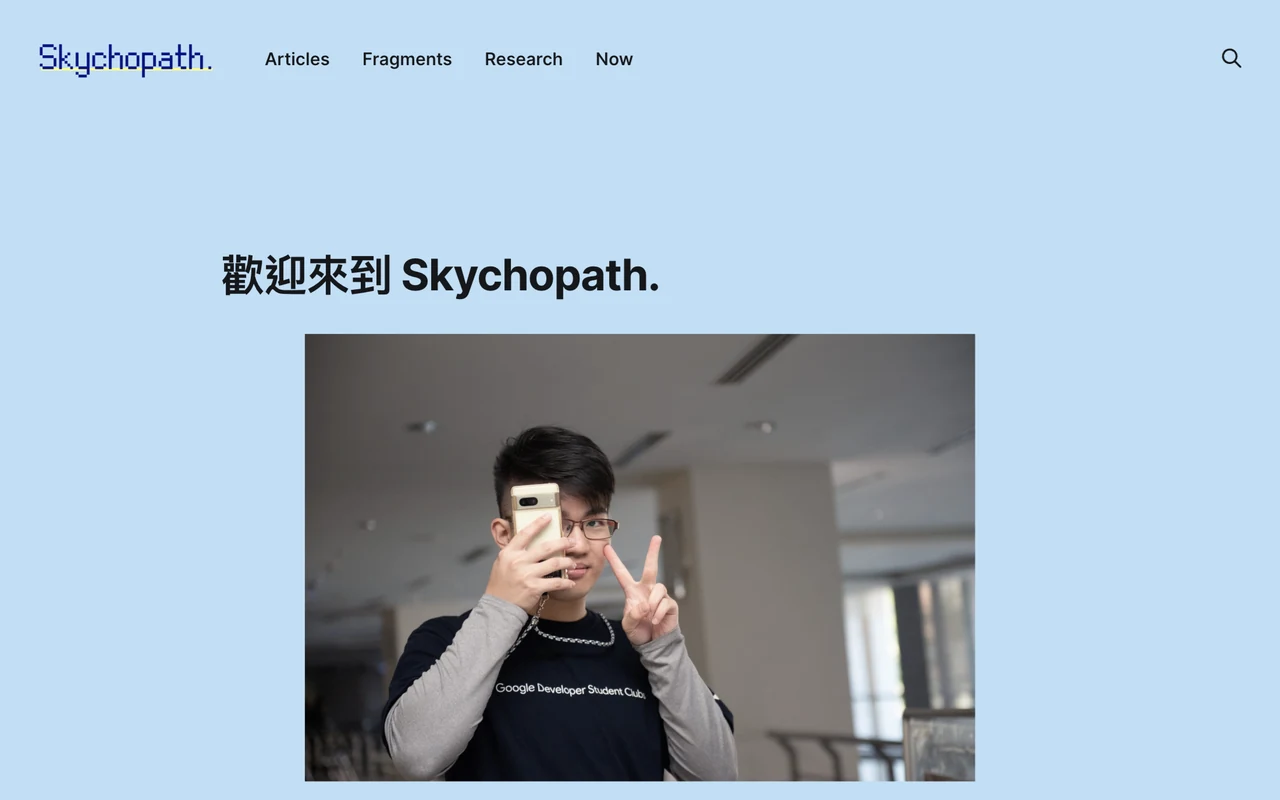 Skychopath.
Articles
Fragments
Research
Now
歡迎來到 Skychopath.
Google Developer Student Clubs